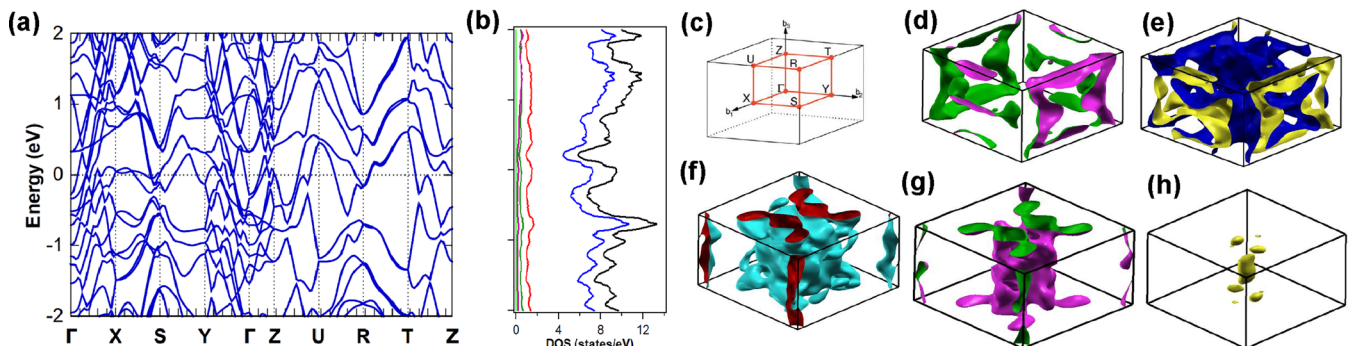 (a)
Energy (eV)
2
1
0
-1
-2
Γ X S Y Γ Z U R T Z
(b)
0 4 8 12
DOS (states/eV)
(c)
b3
Z T
U R
Γ Y
b2
X S
b1
(d)
(e)
(f)
(g)
(h)